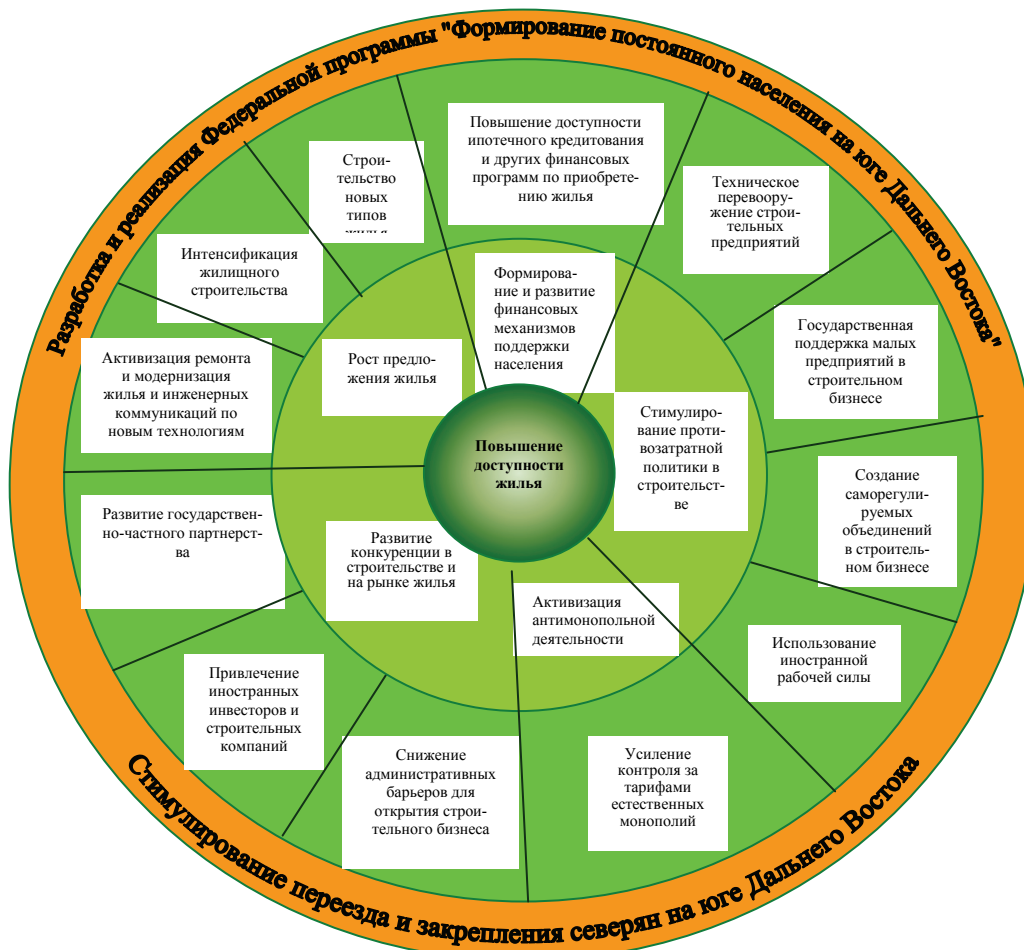 Разработка и реализация Федеральной программы "Формирование постоянного населения на юге Дальнего Востока"
Повышение доступности
ипотечного кредитования
и других финансовых
программ по приобрете-
нию жилья
Строи-
тельство
новых
типов
жилья
Техническое
перевоору-
жение строи-
тельных
предприятий
Интенсификация
жилищного
строительства
Формирова-
ние и развитие
финансовых
механизмов
поддержки
населения
Государственная
поддержка малых
предприятий в
строительном
бизнесе
Активизация ремонта
и модернизация
жилья и инженерных
коммуникаций по
новым технологиям
Рост предло-
жения жилья
Стимулиро-
вание проти-
возатратной
политики в
строительст-
ве
Повышение
доступности
жилья
Создание
саморегули-
руемых
объединений
в строитель-
ном бизнесе
Развитие государствен-
но-частного партнерст-
ва
Развитие
конкуренции в
строительстве и
на рынке жилья
Активизация
антимонопольной
деятельности
Использование
иностранной
рабочей силы
Привлечение
иностранных
инвесторов и
строительных
компаний
Снижение
административных
барьеров для
открытия строи-
тельного бизнеса
Усиление
контроля за
тарифами
естественных
монополий
Стимулирование переезда и закрепления северян на юге Дальнего Востока